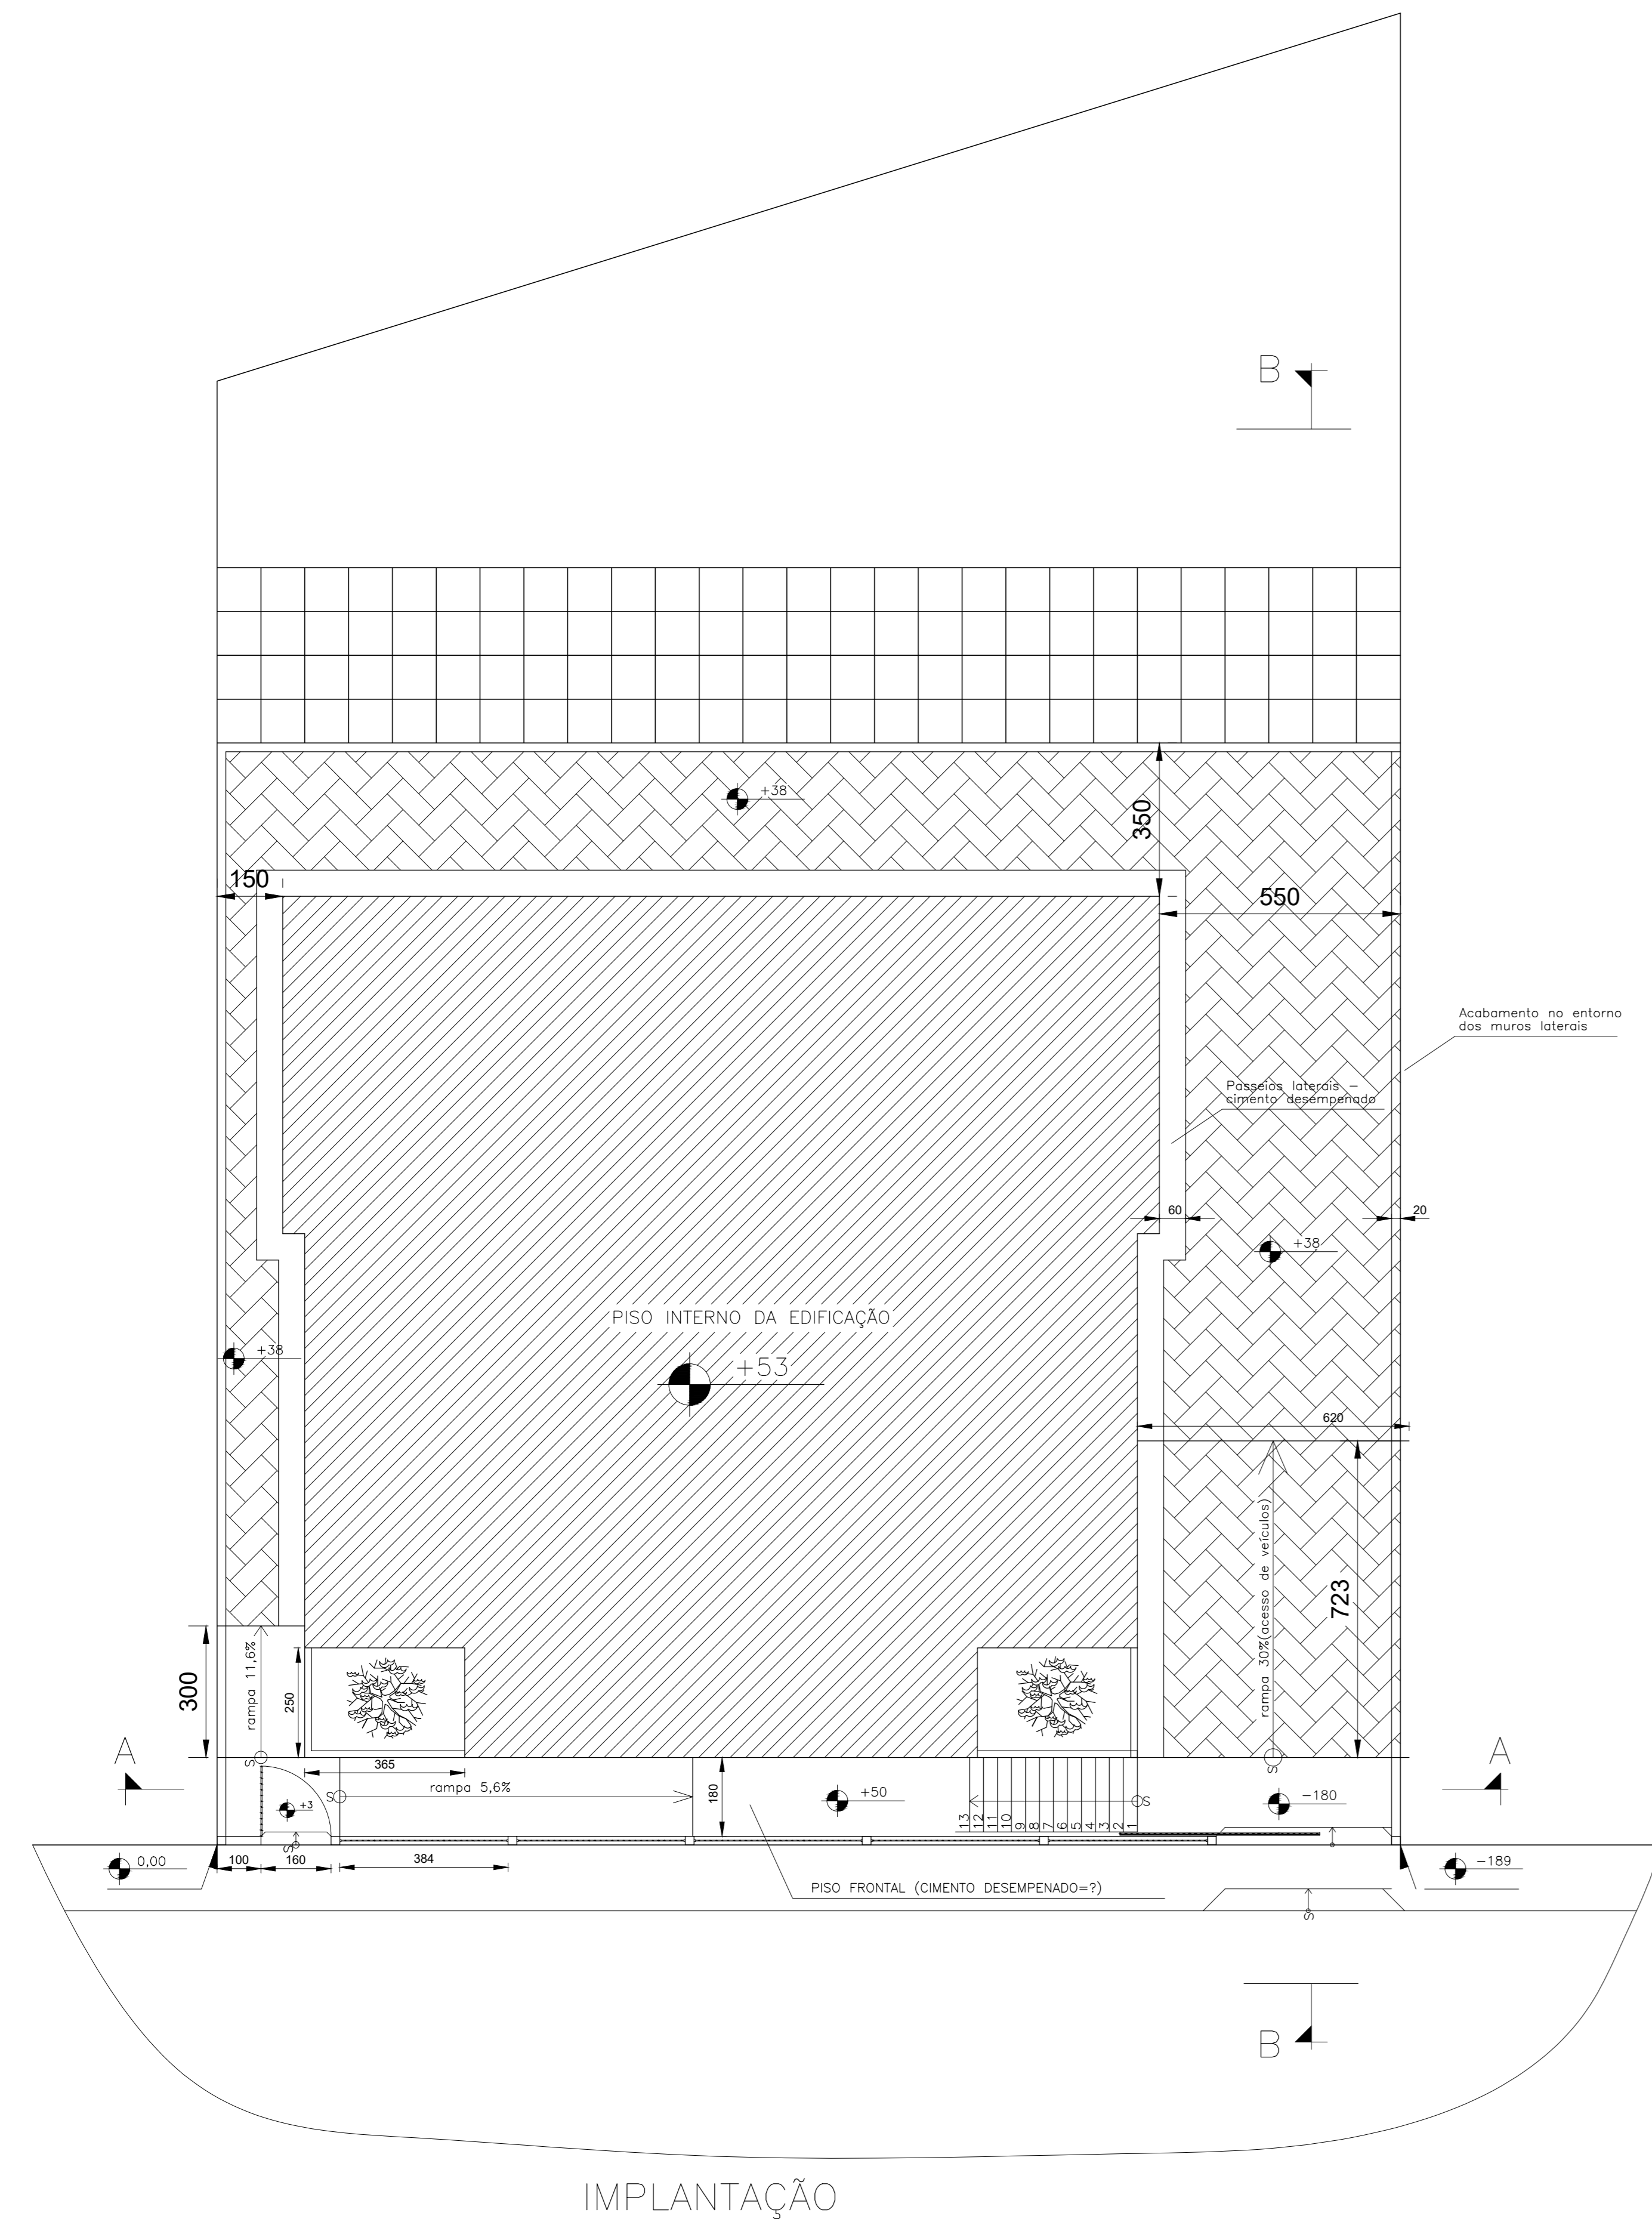 B
+38
350
150
550
Acabamento no entorno
dos muros laterais
Passeios laterais –
cimento desempenado
60
20
+38
PISO INTERNO DA EDIFICAÇÃO
+38
+53
620
rampa 30%(acesso de veículos)
723
rampa 11,6%
300
250
A
A
S
365
S
rampa 5,6%
S
180
+50
S
-180
+3
13
12
11
10
9
8
7
6
5
4
3
2
1
S
0,00
100
160
384
-189
PISO FRONTAL (CIMENTO DESEMPENADO=?)
S
B
IMPLANTAÇÃO